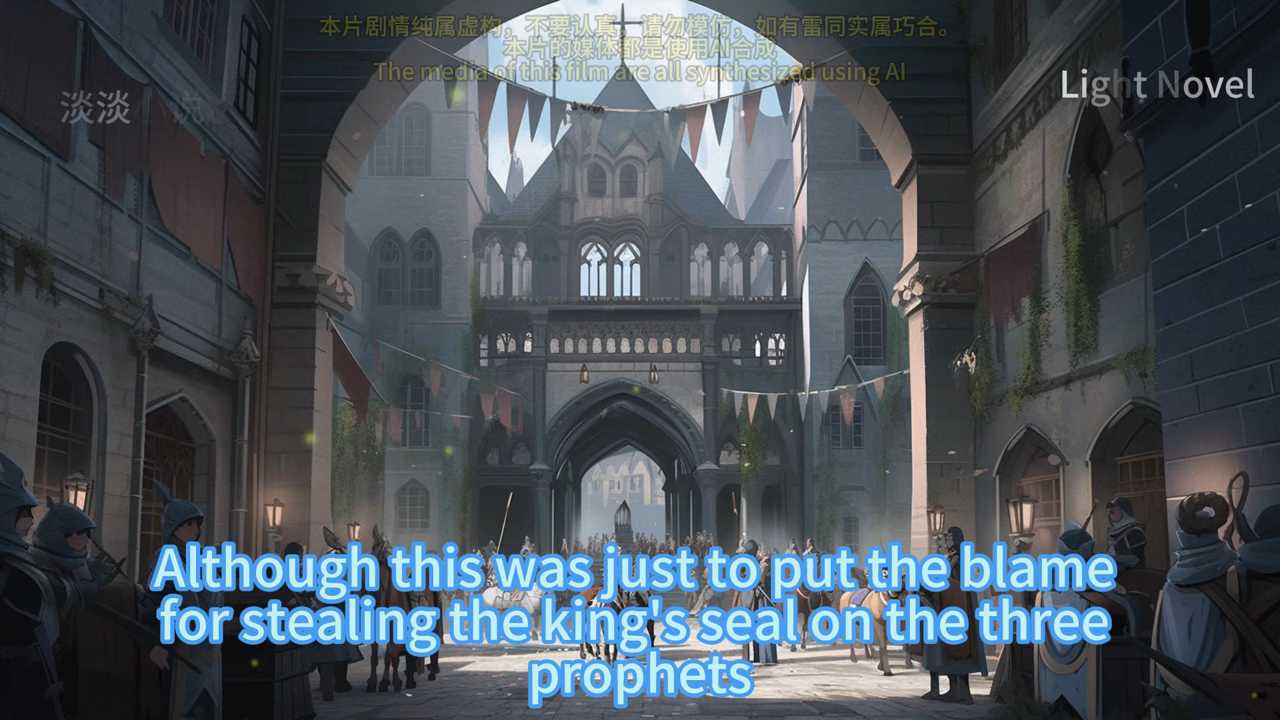 本片剧情纯属虚构，不要认真，请勿模仿，如有雷同实属巧合。
本片的媒体都是使用AI合成
The media of this film are all synthesized using AI
Light Novel
淡淡 说
Although this was just to put the blame
for stealing the king's seal on the three
prophets